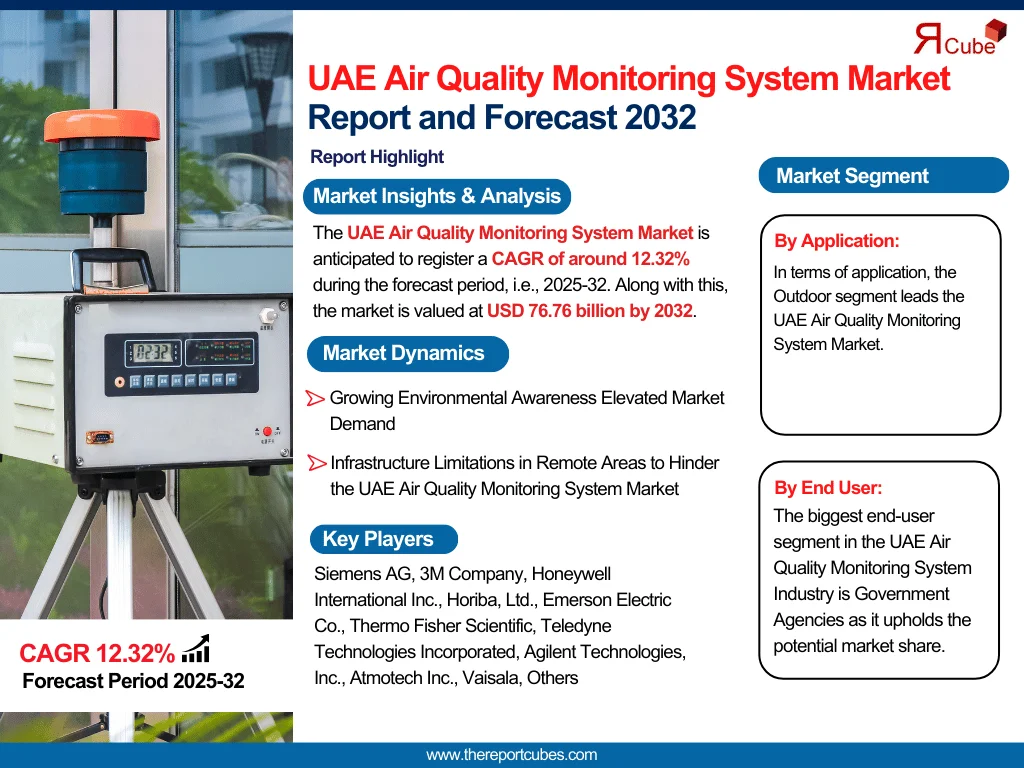 ЯCube
UAE Air Quality Monitoring System Market
Report and Forecast 2032
Report Highlight
Market Insights & Analysis
The UAE Air Quality Monitoring System Market is
anticipated to register a CAGR of around 12.32%
during the forecast period, i.e., 2025-32. Along with this,
the market is valued at USD 76.76 billion by 2032.
Market Dynamics
Growing Environmental Awareness Elevated Market
Demand
Infrastructure Limitations in Remote Areas to Hinder
the UAE Air Quality Monitoring System Market
Key Players
Siemens AG, 3M Company, Honeywell
International Inc., Horiba, Ltd., Emerson Electric
Co., Thermo Fisher Scientific, Teledyne
Technologies Incorporated, Agilent Technologies,
Inc., Atmotech Inc., Vaisala, Others
Market Segment
By Application:
In terms of application, the
Outdoor segment leads the
UAE Air Quality Monitoring
System Market.
By End User:
The biggest end-user
segment in the UAE Air
Quality Monitoring System
Industry is Government
Agencies as it upholds the
potential market share.
02:32
CAGR 12.32%
Forecast Period 2025-32
www.thereportcubes.com